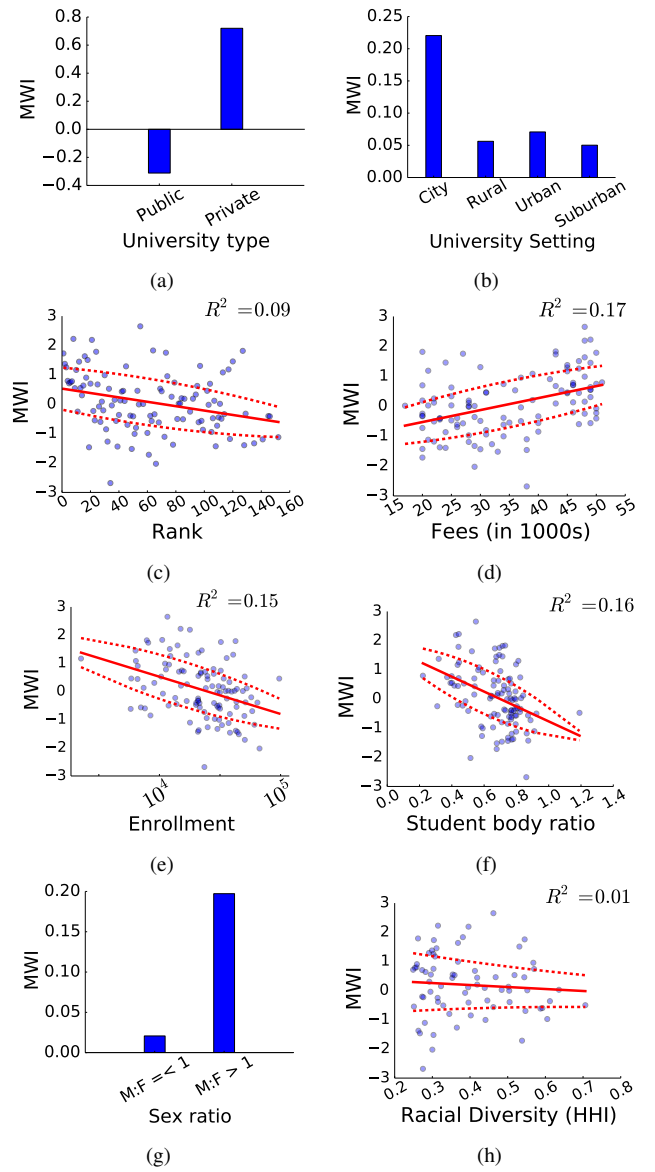 0.8
0.6
0.4
0.2
0.0
−0.2
−0.4
MWI
Public
Private
University type
(a)
0.25
0.20
0.15
0.10
0.05
0.00
MWI
City
Rural
Urban
Suburban
University Setting
(b)
R² =0.09
3
2
1
0
−1
−2
−3
MWI
0 20 40 60 80 100 120 140 160
Rank
(c)
R² =0.17
3
2
1
0
−1
−2
−3
MWI
15 20 25 30 35 40 45 50 55
Fees (in 1000s)
(d)
R² =0.15
3
2
1
0
−1
−2
−3
MWI
10⁴ 10⁵
Enrollment
(e)
R² =0.16
3
2
1
0
−1
−2
−3
MWI
0.0 0.2 0.4 0.6 0.8 1.0 1.2 1.4
Student body ratio
(f)
0.20
0.15
0.10
0.05
0.00
MWI
M:F =< 1
M:F > 1
Sex ratio
(g)
R² =0.01
3
2
1
0
−1
−2
−3
MWI
0.2 0.3 0.4 0.5 0.6 0.7 0.8
Racial Diversity (HHI)
(h)